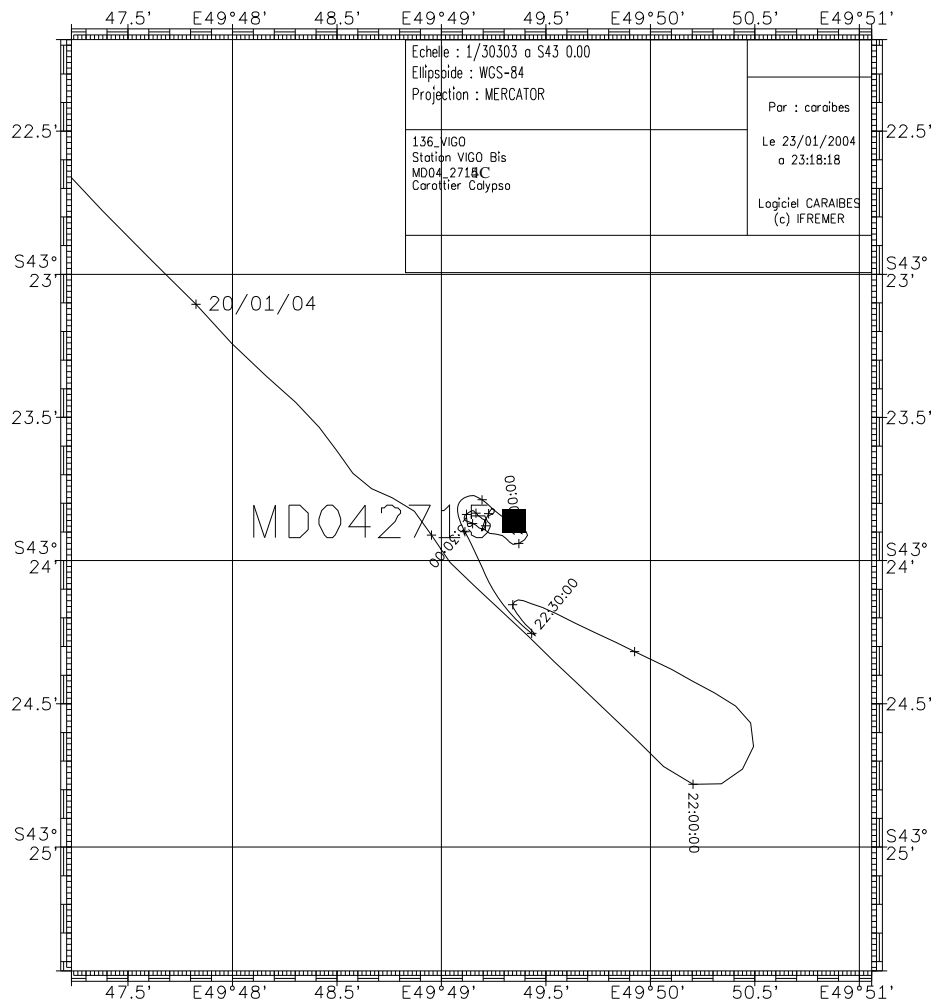 47.5' E49°48' 48.5' E49°49' 49.5' E49°50' 50.5' E49°51'
Echelle : 1/30303 a S43 0.00
Ellipsoide : WGS-84
Projection : MERCATOR
Par : caraibes
Le 23/01/2004
a 23:18:18
Logiciel CARAIBES
(c) IFREMER
136_VIGO
Station VIGO Bis
Carottier Calypso
22.5' 22.5'
S43° S43°
23' 23'
20/01/04
23.5' 23.5'
S43° S43°
24' 24'
22:30:00
24.5' 24.5'
22:00:00
S43° S43°
25' 25'
47.5' E49°48' 48.5' E49°49' 49.5' E49°50' 50.5' E49°51'